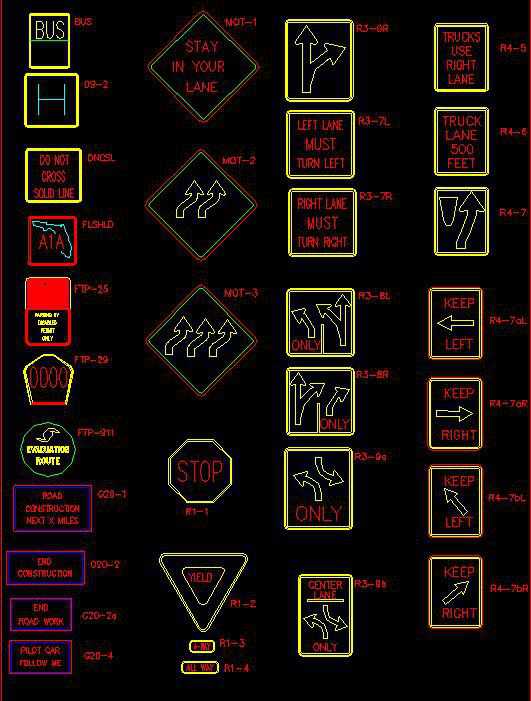 BUS
BUS
D9-2
DO NOT
CROSS
SOLID LINE
DNCSL
A1A
FLSHLD
FTP-25
PARKING BY
DISABLED
PERMIT
ONLY
0000
FTP-29
EVACUATION
ROUTE
FTP-911
ROAD
CONSTRUCTION
NEXT X MILES
G20-1
END
CONSTRUCTION
G20-2
END
ROAD WORK
G20-2a
PILOT CAR
FOLLOW ME
G20-4
MOT-1
STAY
IN YOUR
LANE
MOT-2
MOT-3
STOP
R1-1
YIELD
R1-2
4-WAY
R1-3
ALL WAY
R1-4
R3-6R
LEFT LANE
MUST
TURN LEFT
R3-7L
RIGHT LANE
MUST
TURN RIGHT
R3-7R
ONLY
R3-8L
ONLY
R3-8R
ONLY
R3-9a
CENTER
LANE
ONLY
R3-9b
TRUCKS
USE
RIGHT
LANE
R4-5
TRUCK
LANE
500
FEET
R4-6
R4-7
KEEP
LEFT
R4-7aL
KEEP
RIGHT
R4-7aR
KEEP
LEFT
R4-7bL
KEEP
RIGHT
R4-7bR